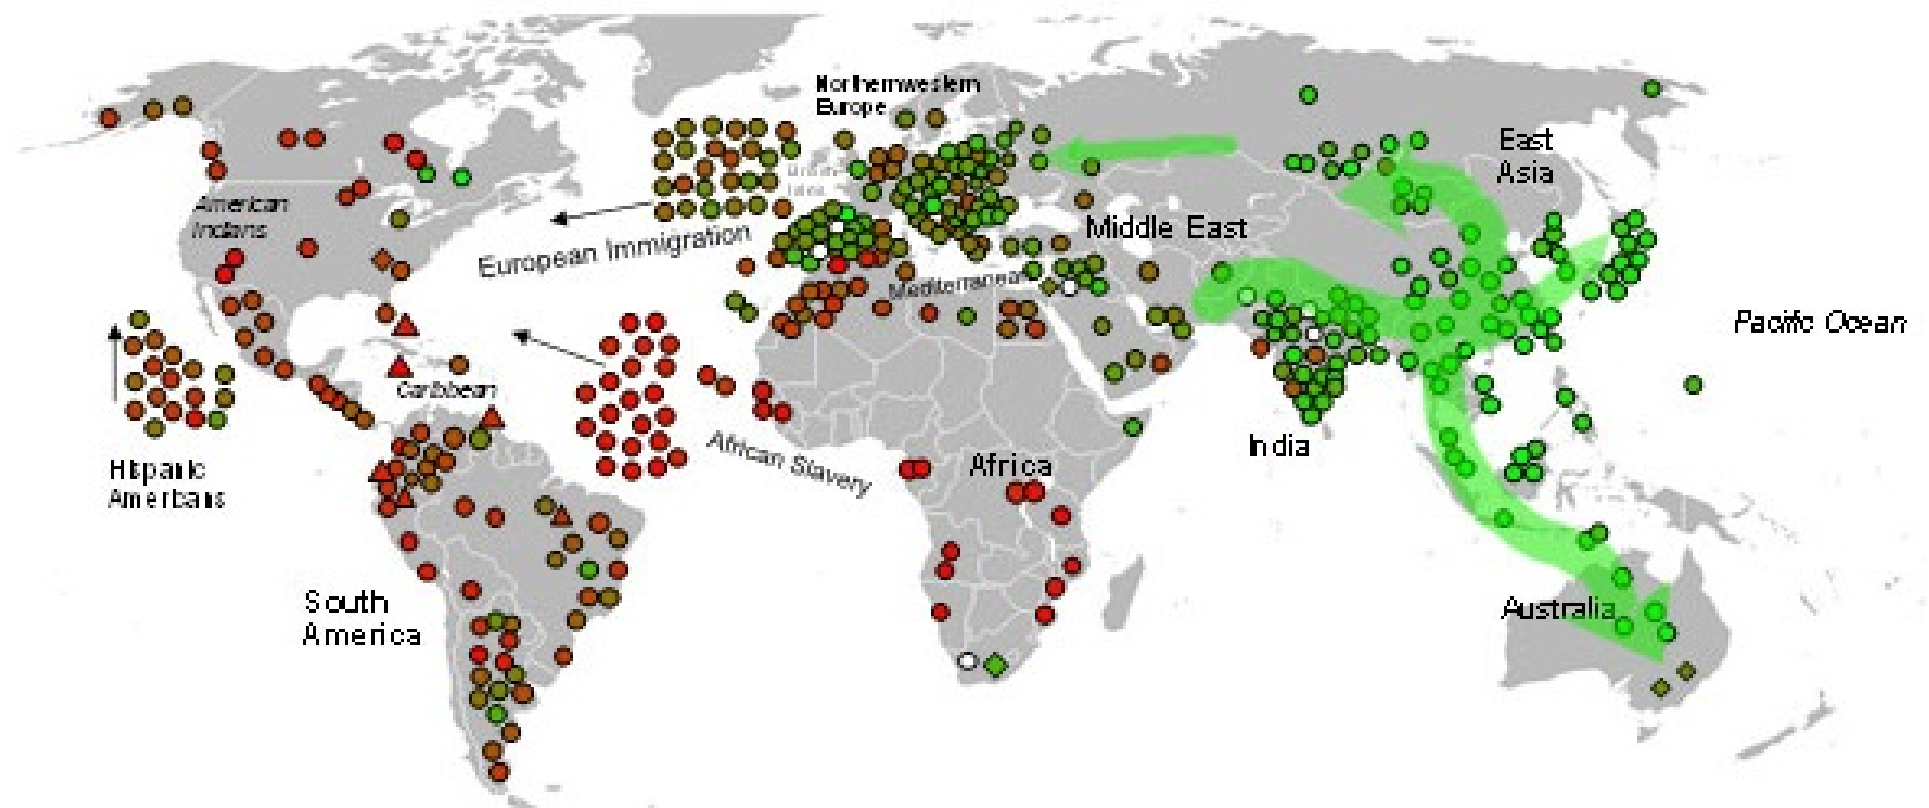 Northernwestern
Europe
East
Asia
American
Indians
European Immigration
Middle East
Mediterranean
Pacific Ocean
Caribbean
African Slavery
India
Africa
Hispanic
Americans
South
America
Australia